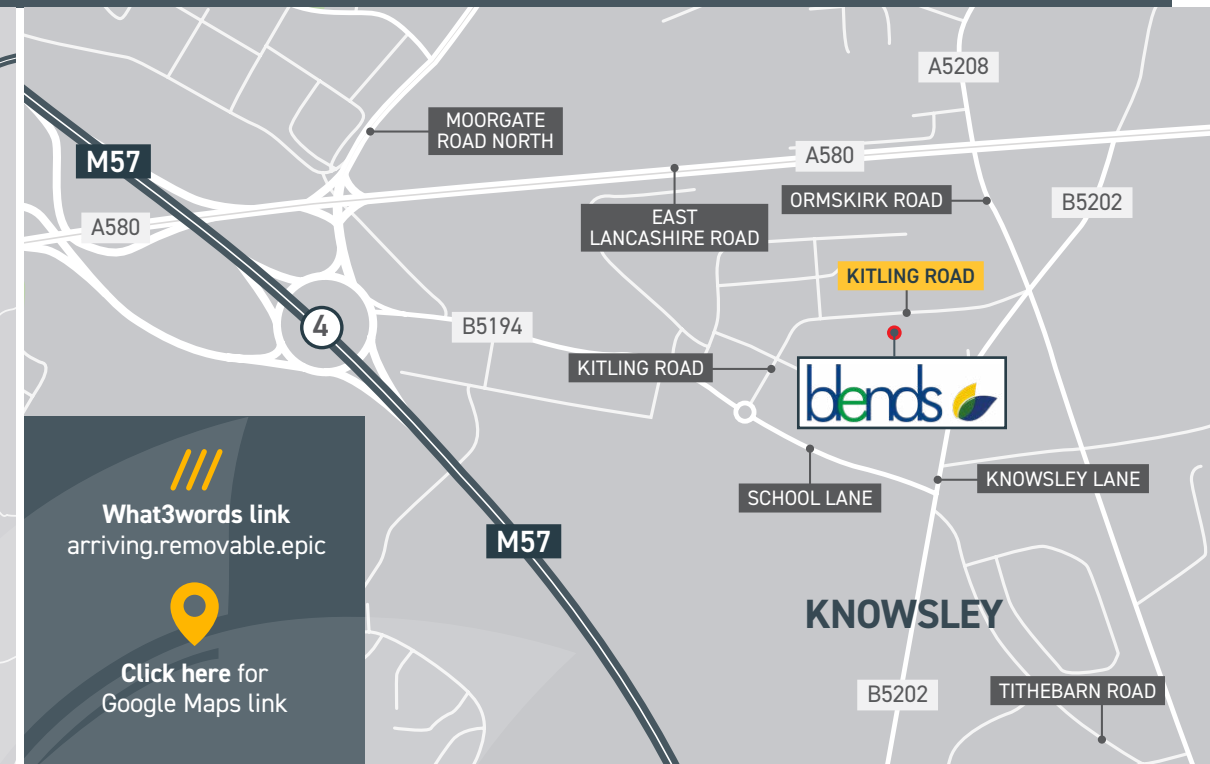 A5208
MOORGATE
ROAD NORTH
M57
A580
ORMSKIRK ROAD
B5202
A580
EAST
LANCASHIRE ROAD
KITLING ROAD
4
B5194
KITLING ROAD
blends
SCHOOL LANE
KNOWSLEY LANE
What3words link
arriving.removable.epic
M57
KNOWSLEY
Click here for
Google Maps link
B5202
TITHEBARN ROAD